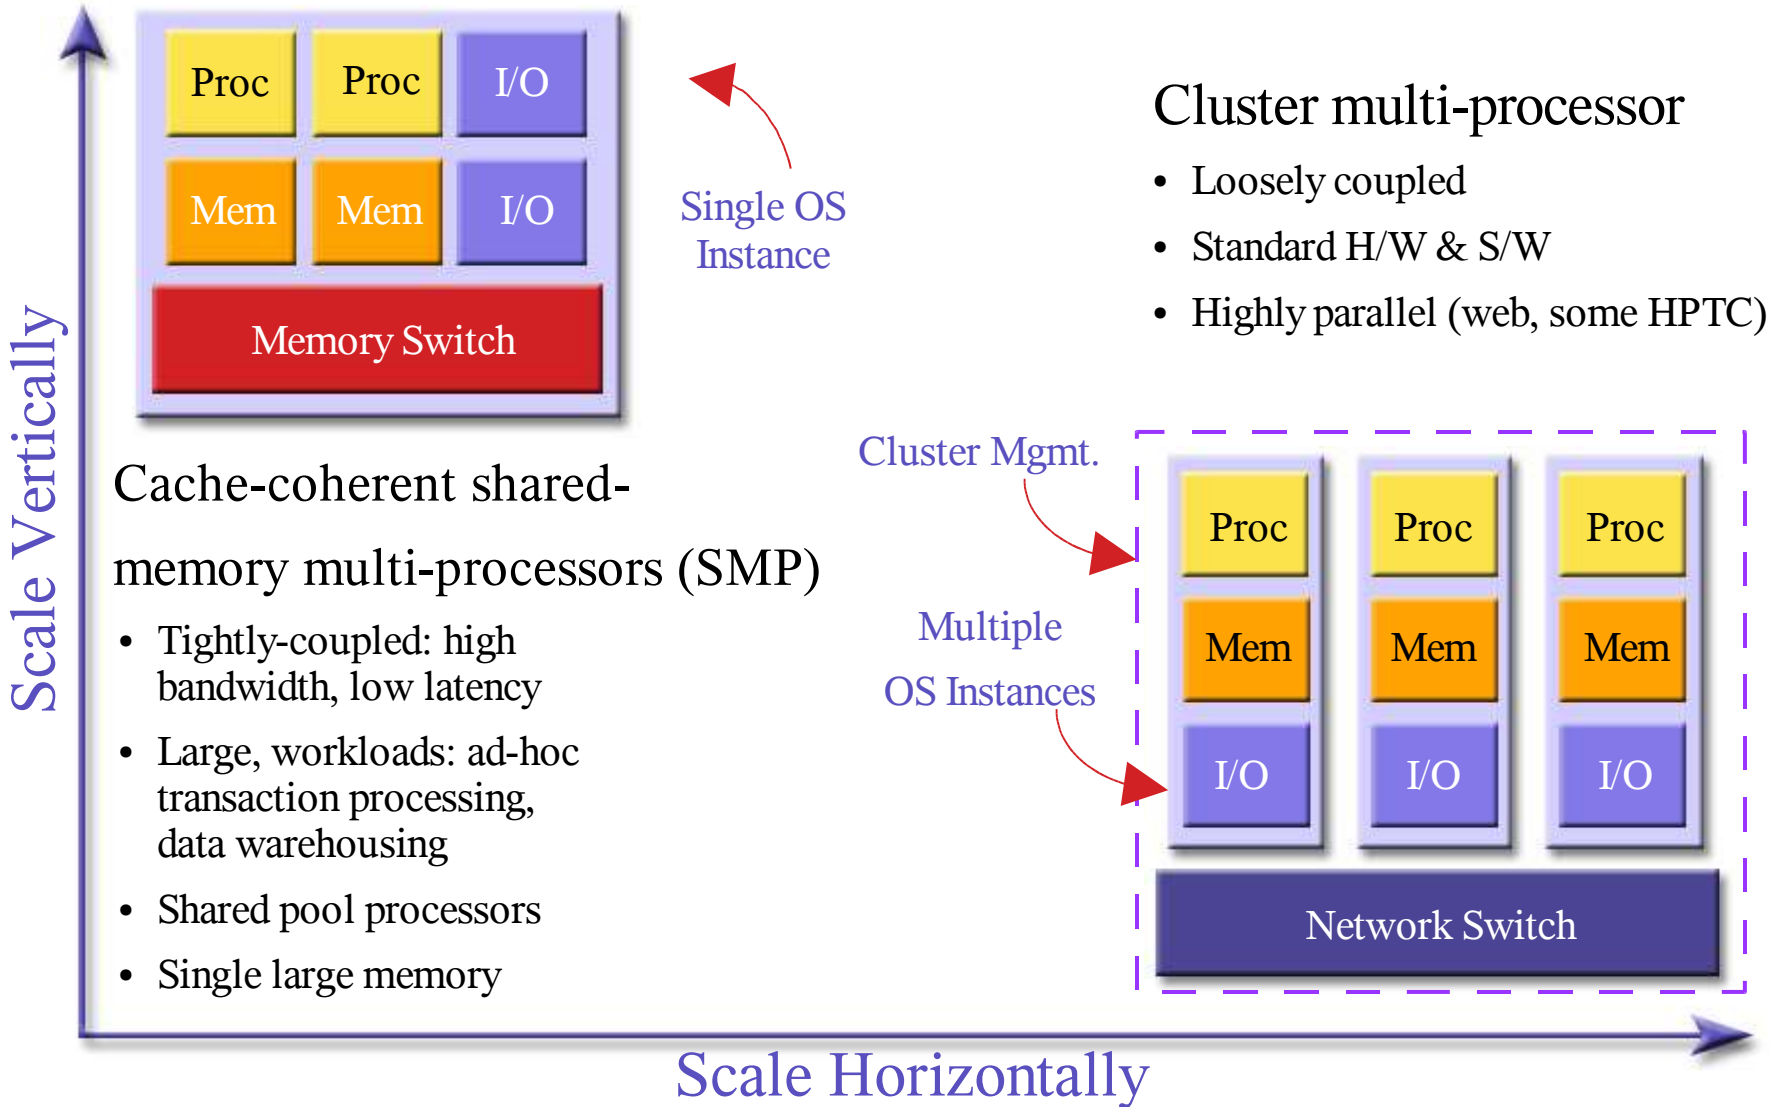 Proc Proc I/O
Mem Mem I/O
Memory Switch
Single OS
Instance
Scale Vertically
Cache-coherent shared-
memory multi-processors (SMP)
• Tightly-coupled: high
bandwidth, low latency
• Large, workloads: ad-hoc
transaction processing,
data warehousing
• Shared pool processors
• Single large memory
Cluster multi-processor
• Loosely coupled
• Standard H/W & S/W
• Highly parallel (web, some HPTC)
Cluster Mgmt.
Multiple
OS Instances
Proc Proc Proc
Mem Mem Mem
I/O I/O I/O
Network Switch
Scale Horizontally